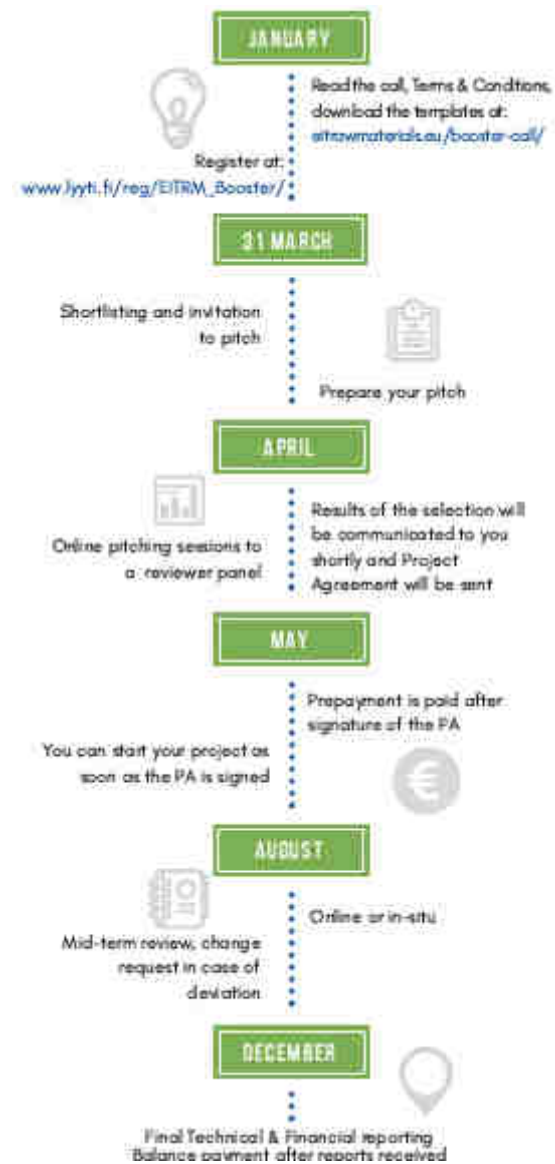 JANUARY
Read the call, Terms & Conditions,
download the templates at:
eitrawmaterials.eu/booster-call/
Register at:
www.lyyti.fi/reg/EITRM_Booster/
31 MARCH
Shortlisting and invitation
to pitch
Prepare your pitch
APRIL
Online pitching sessions to
a reviewer panel
Results of the selection will
be communicated to you
shortly and Project
Agreement will be sent
MAY
Prepayment is paid after
signature of the PA
You can start your project as
soon as the PA is signed
AUGUST
Mid-term review, change
request in case of
deviation
Online or in-situ
DECEMBER
Final Technical & Financial reporting
Balance payment after reports received